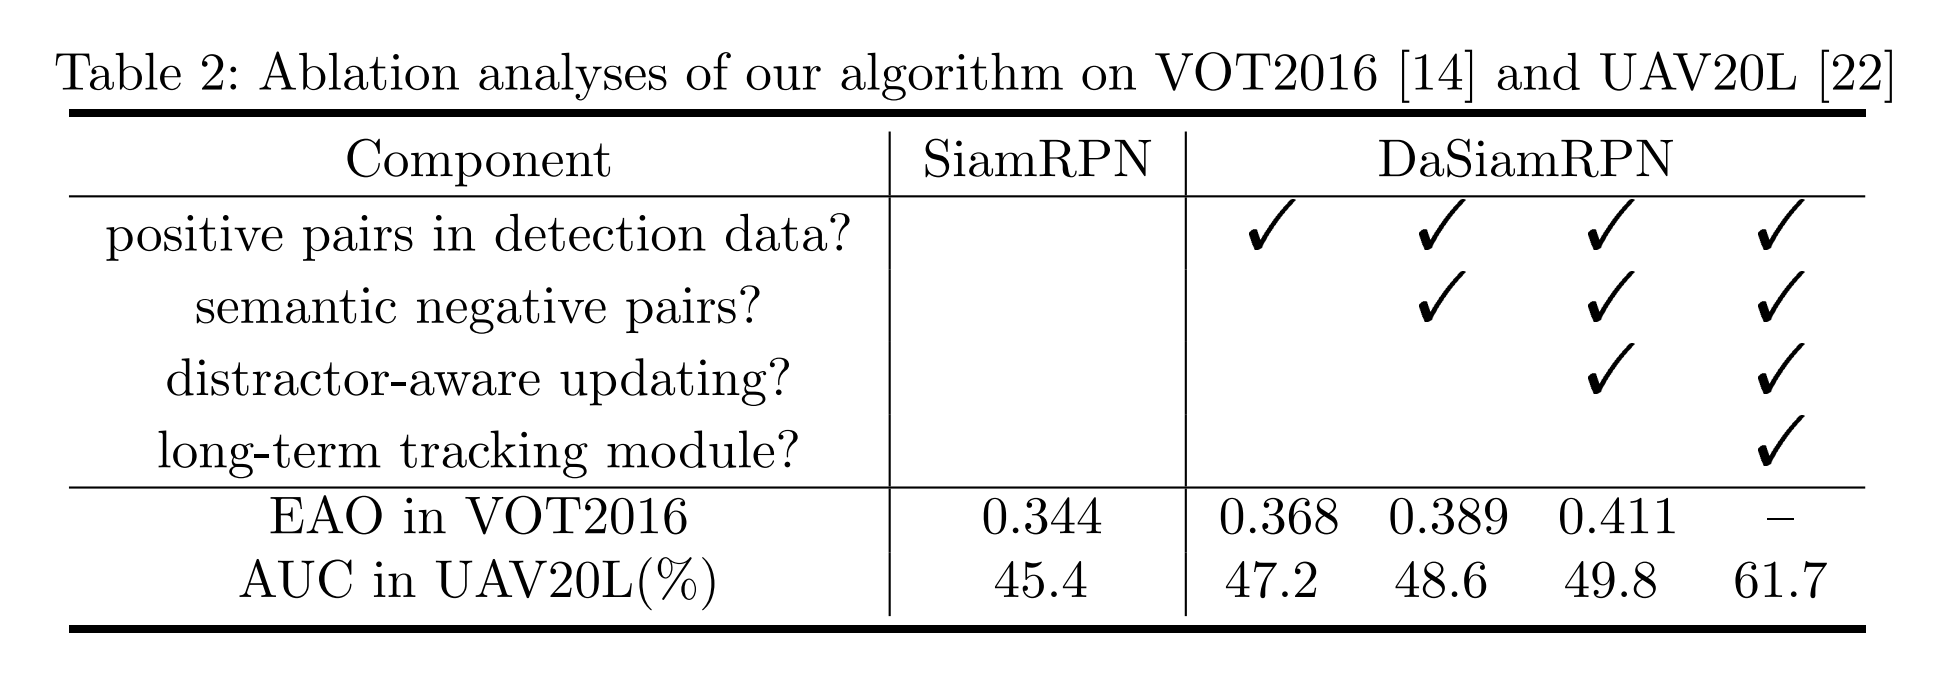 Table 2: Ablation analyses of our algorithm on VOT2016 [14] and UAV20L [22]
Component SiamRPN DaSiamRPN
positive pairs in detection data? ✓ ✓ ✓ ✓
semantic negative pairs? ✓ ✓ ✓
distractor-aware updating? ✓ ✓
long-term tracking module? ✓
EAO in VOT2016 0.344 0.368 0.389 0.411 –
AUC in UAV20L(%) 45.4 47.2 48.6 49.8 61.7